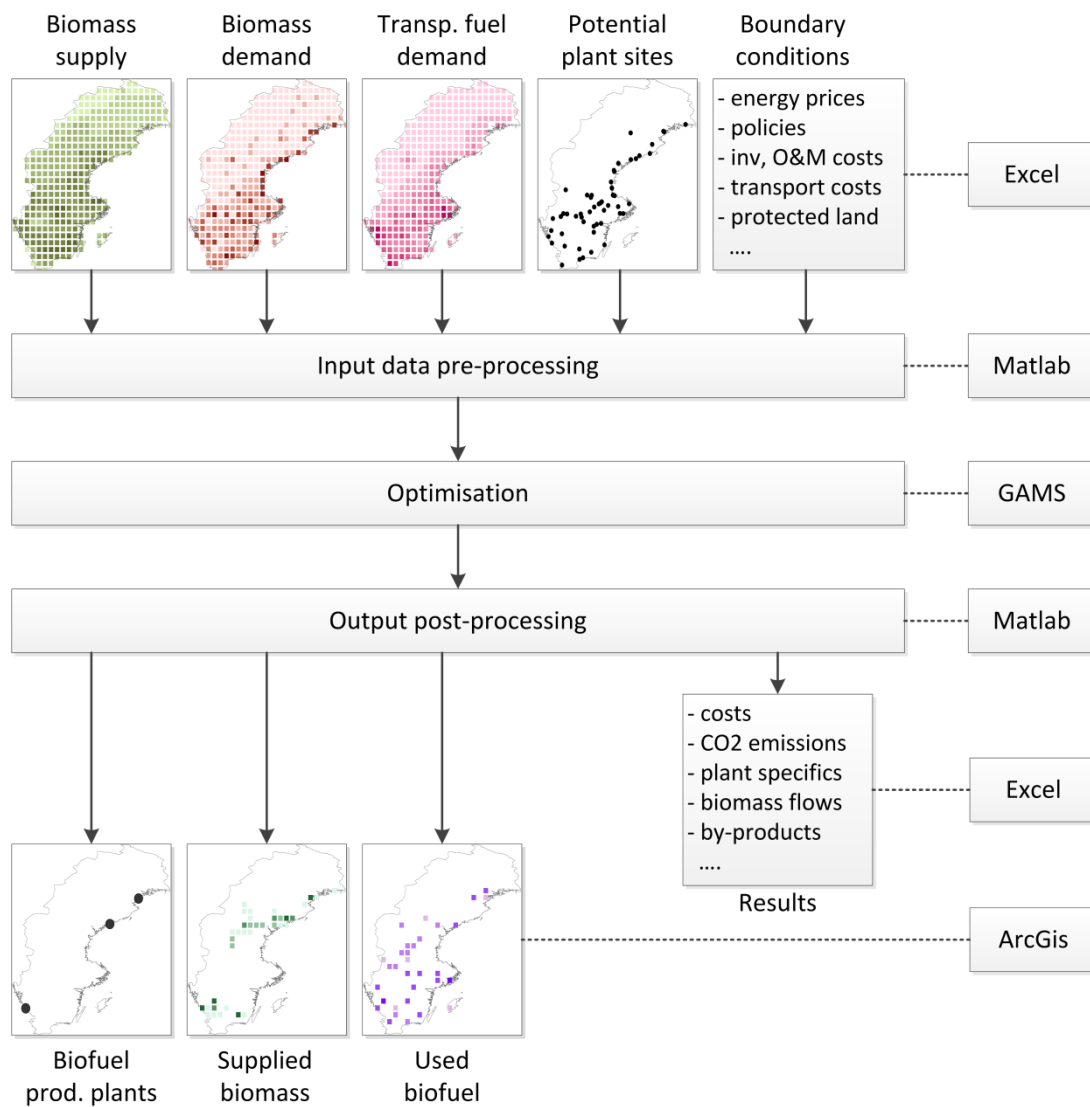 Biomass
supply
Biomass
demand
Transp. fuel
demand
Potential
plant sites
Boundary
conditions
- energy prices
- policies
- inv, O&M costs
- transport costs
- protected land
....
Excel
Input data pre-processing
Matlab
Optimisation
GAMS
Output post-processing
Matlab
- costs
- CO2 emissions
- plant specifics
- biomass flows
- by-products
....
Excel
Results
ArcGis
Biofuel
prod. plants
Supplied
biomass
Used
biofuel